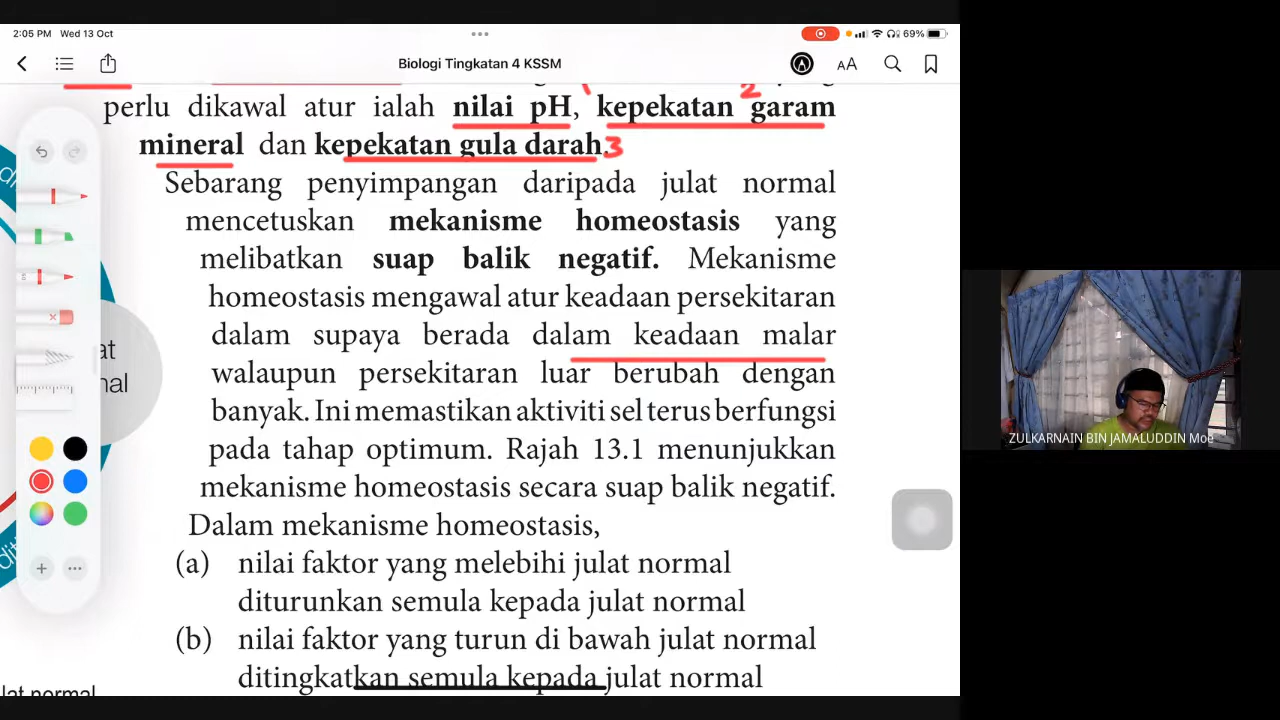 2:05 PM Wed 13 Oct
69%
Biologi Tingkatan 4 KSSM
AA
2
perlu dikawal atur ialah nilai pH, kepekatan garam
mineral dan kepekatan gula darah. 3
Sebarang penyimpangan daripada julat normal
mencetuskan mekanisme homeostasis yang
melibatkan suap balik negatif. Mekanisme
homeostasis mengawal atur keadaan persekitaran
dalam supaya berada dalam keadaan malar
walaupun persekitaran luar berubah dengan
banyak. Ini memastikan aktiviti sel terus berfungsi
pada tahap optimum. Rajah 13.1 menunjukkan
mekanisme homeostasis secara suap balik negatif.
Dalam mekanisme homeostasis,
(a) nilai faktor yang melebihi julat normal
diturunkan semula kepada julat normal
(b) nilai faktor yang turun di bawah julat normal
ditingkatkan semula kepada julat normal
lat normal
ZULKARNAIN BIN JAMALUDDIN Moe